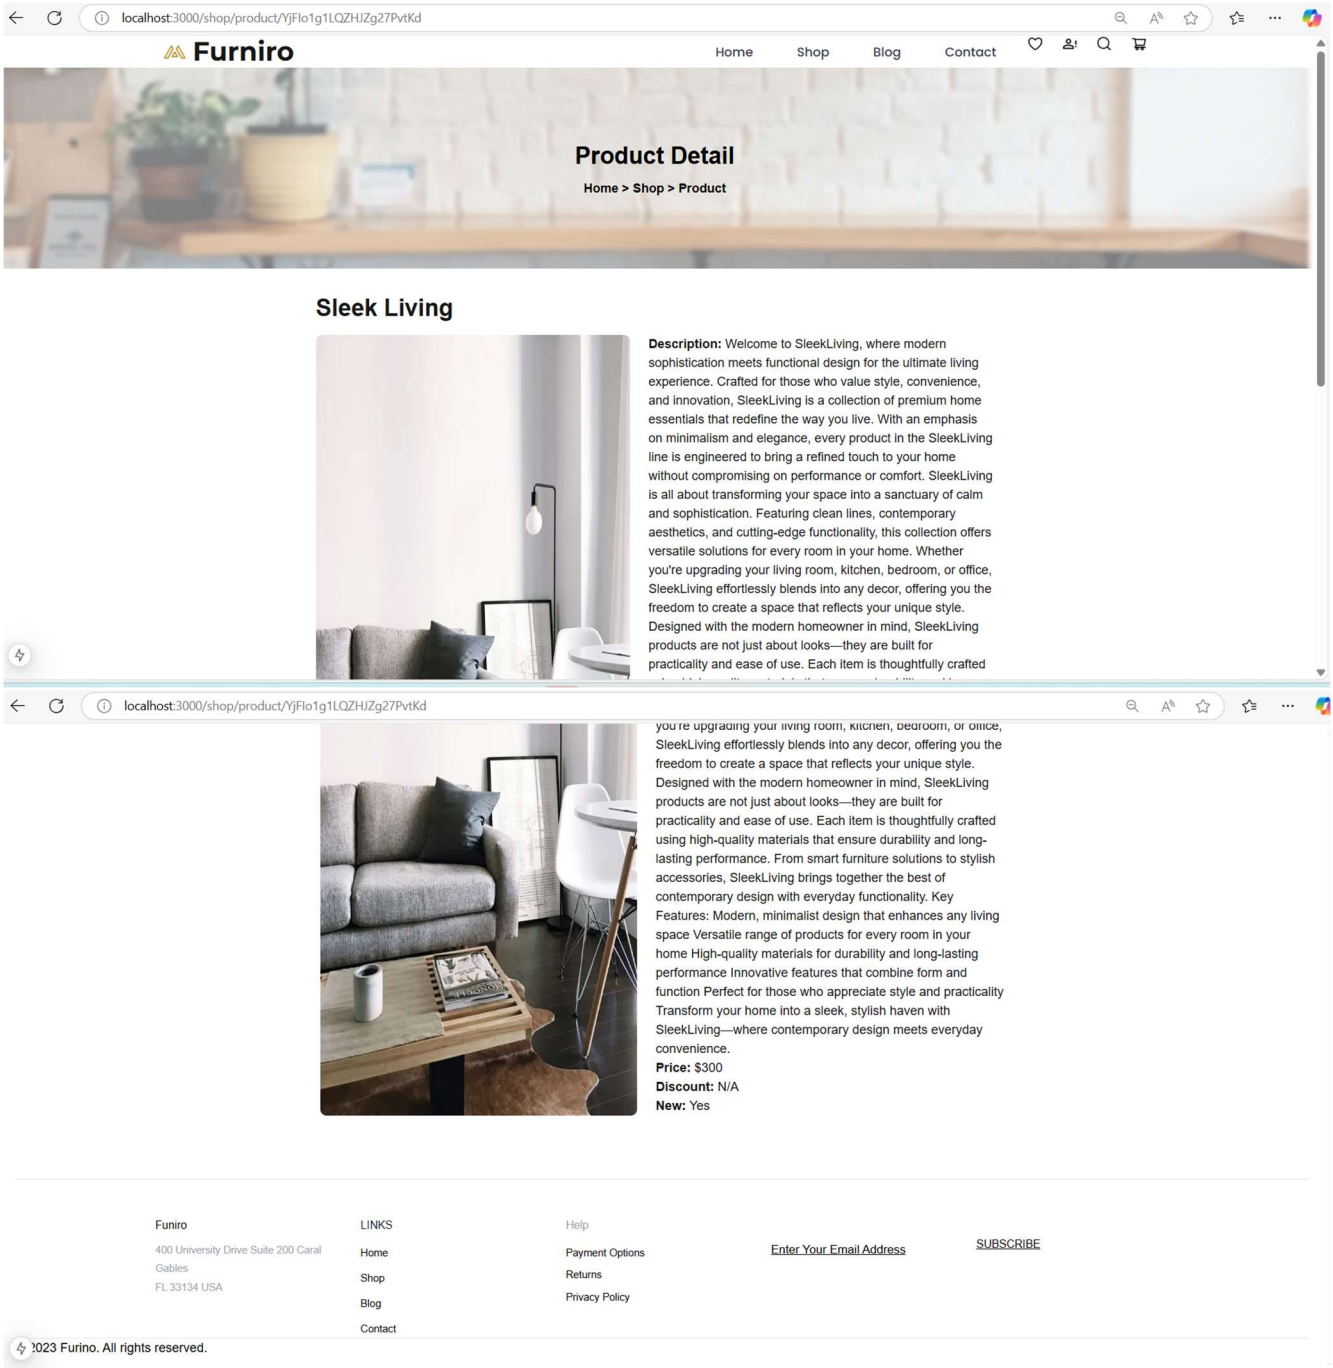 localhost:3000/shop/product/YjFIo1g1LQZHJZg27PvtKd
Furniro
Home Shop Blog Contact
Product Detail
Home > Shop > Product
Sleek Living
Description: Welcome to SleekLiving, where modern
sophistication meets functional design for the ultimate living
experience. Crafted for those who value style, convenience,
and innovation, SleekLiving is a collection of premium home
essentials that redefine the way you live. With an emphasis
on minimalism and elegance, every product in the SleekLiving
line is engineered to bring a refined touch to your home
without compromising on performance or comfort. SleekLiving
is all about transforming your space into a sanctuary of calm
and sophistication. Featuring clean lines, contemporary
aesthetics, and cutting-edge functionality, this collection offers
versatile solutions for every room in your home. Whether
you're upgrading your living room, kitchen, bedroom, or office,
SleekLiving effortlessly blends into any decor, offering you the
freedom to create a space that reflects your unique style.
Designed with the modern homeowner in mind, SleekLiving
products are not just about looks—they are built for
practicality and ease of use. Each item is thoughtfully crafted
localhost:3000/shop/product/YjFIo1g1LQZHJZg27PvtKd
you're upgrading your living room, kitchen, bedroom, or office,
SleekLiving effortlessly blends into any decor, offering you the
freedom to create a space that reflects your unique style.
Designed with the modern homeowner in mind, SleekLiving
products are not just about looks—they are built for
practicality and ease of use. Each item is thoughtfully crafted
using high-quality materials that ensure durability and long-
lasting performance. From smart furniture solutions to stylish
accessories, SleekLiving brings together the best of
contemporary design with everyday functionality. Key
Features: Modern, minimalist design that enhances any living
space Versatile range of products for every room in your
home High-quality materials for durability and long-lasting
performance Innovative features that combine form and
function Perfect for those who appreciate style and practicality
Transform your home into a sleek, stylish haven with
SleekLiving—where contemporary design meets everyday
convenience.
Price: $300
Discount: N/A
New: Yes
Funiro
400 University Drive Suite 200 Caral
Gables
FL 33134 USA
LINKS
Home
Shop
Blog
Contact
Help
Payment Options
Returns
Privacy Policy
Enter Your Email Address
SUBSCRIBE
2023 Furino. All rights reserved.